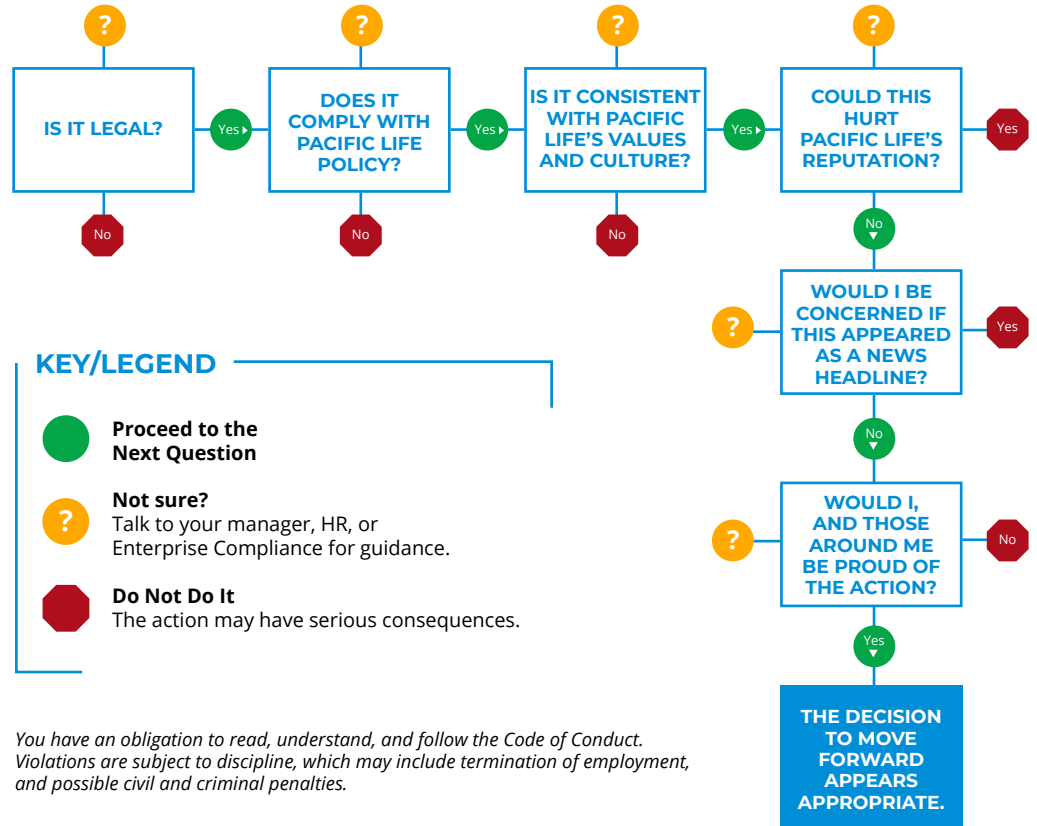 ?
?
?
?
IS IT LEGAL?
Yes
DOES IT
COMPLY WITH
PACIFIC LIFE
POLICY?
Yes
IS IT CONSISTENT
WITH PACIFIC
LIFE’S VALUES
AND CULTURE?
Yes
COULD THIS
HURT
PACIFIC LIFE’S
REPUTATION?
Yes
No
No
No
No
?
WOULD I BE
CONCERNED IF
THIS APPEARED
AS A NEWS
HEADLINE?
Yes
No
?
WOULD I,
AND THOSE
AROUND ME
BE PROUD OF
THE ACTION?
No
Yes
THE DECISION
TO MOVE
FORWARD
APPEARS
APPROPRIATE.
KEY/LEGEND
Proceed to the
Next Question
?
Not sure?
Talk to your manager, HR, or
Enterprise Compliance for guidance.
Do Not Do It
The action may have serious consequences.
You have an obligation to read, understand, and follow the Code of Conduct.
Violations are subject to discipline, which may include termination of employment,
and possible civil and criminal penalties.